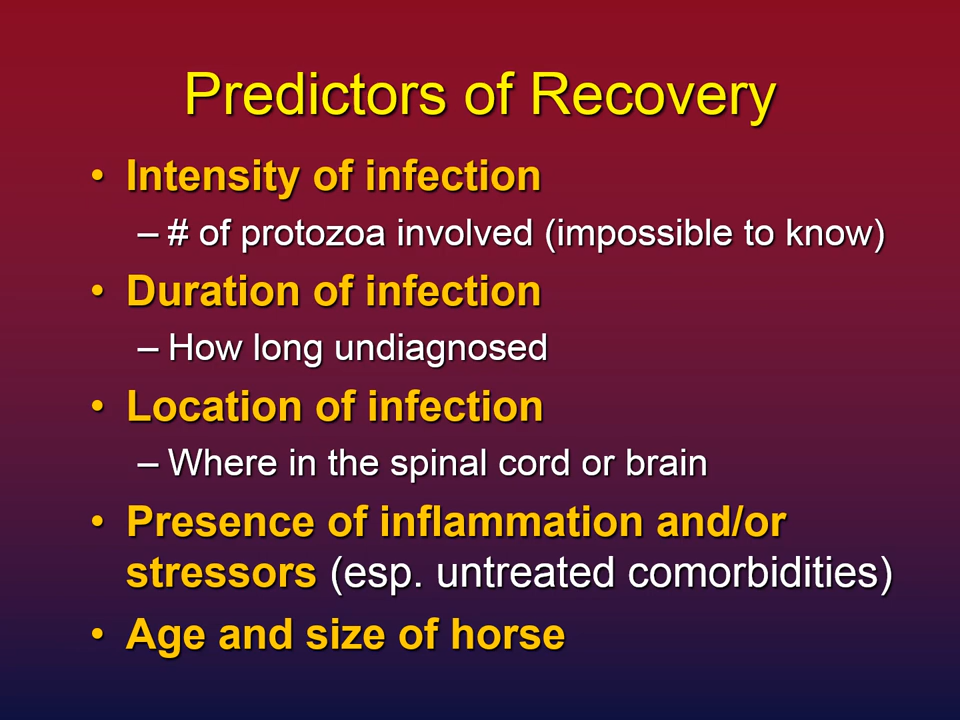 Predictors of Recovery
• Intensity of infection
– # of protozoa involved (impossible to know)
• Duration of infection
– How long undiagnosed
• Location of infection
– Where in the spinal cord or brain
• Presence of inflammation and/or
stressors (esp. untreated comorbidities)
• Age and size of horse